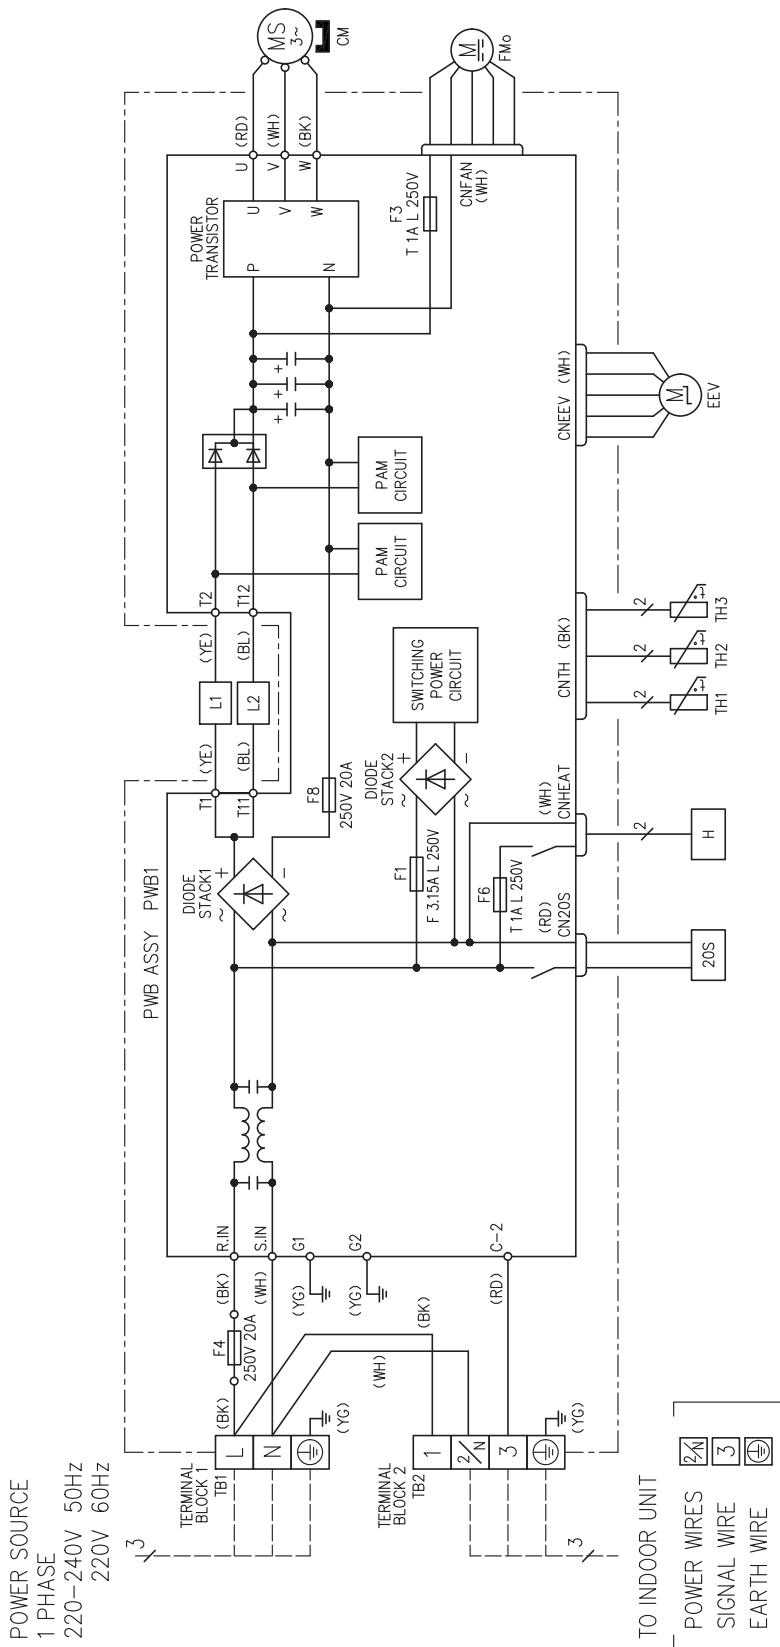 POWER SOURCE
1 PHASE
220-240V 50Hz
220V 60Hz
3
TERMINAL
BLOCK 1
TB1
L
N
(YG)
(BK)
F4
250V 20A
(BK)
(WH)
R.IN
S.IN
G1
(YG)
G2
(YG)
C-2
(RD)
(BK)
(WH)
TERMINAL
BLOCK 2
TB2
1
2/N
3
(YG)
3
TO INDOOR UNIT
POWER WIRES
2/N
SIGNAL WIRE
3
EARTH WIRE
PWB ASSY PWB1
DIODE
STACK1
~
+
~
-
T1
T11
(YE)
(BL)
L1
L2
(YE)
(BL)
T2
T12
F8
250V 20A
DIODE
STACK2
~
+
~
-
F1
F 3.15A L 250V
F6
T 1A L 250V
SWITCHING
POWER
CIRCUIT
PAM
CIRCUIT
PAM
CIRCUIT
+
+
+
POWER
TRANSISTOR
P
N
U
V
W
U
V
W
(RD)
(WH)
(BK)
MS
3~
CM
F3
T 1A L 250V
CNFAN
(WH)
M
FMo
(RD)
CN20S
20S
(WH)
CNHEAT
2
H
CNTH (BK)
2
2
2
t°
t°
t°
TH1
TH2
TH3
CNEEV (WH)
M
EEV